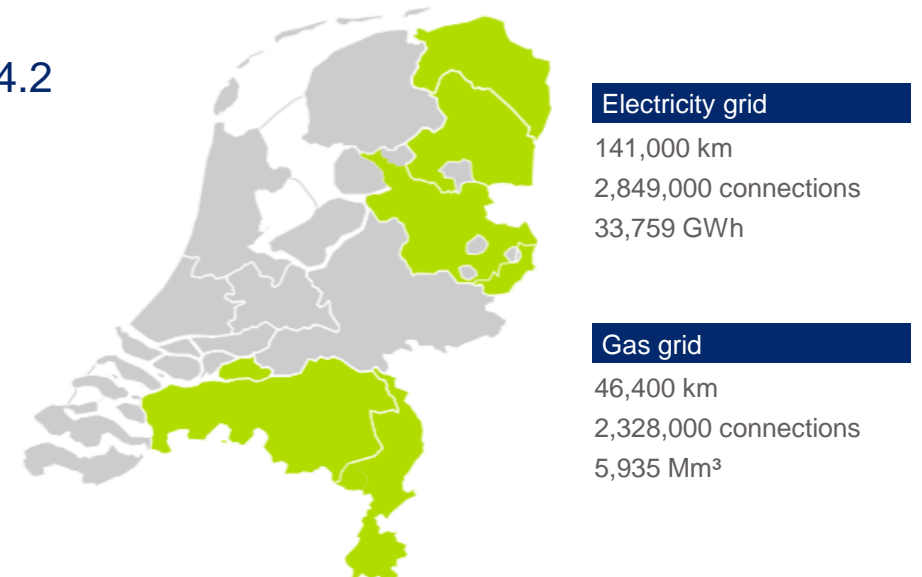 4.2
Electricity grid
141,000 km
2,849,000 connections
33,759 GWh
Gas grid
46,400 km
2,328,000 connections
5,935 Mm³